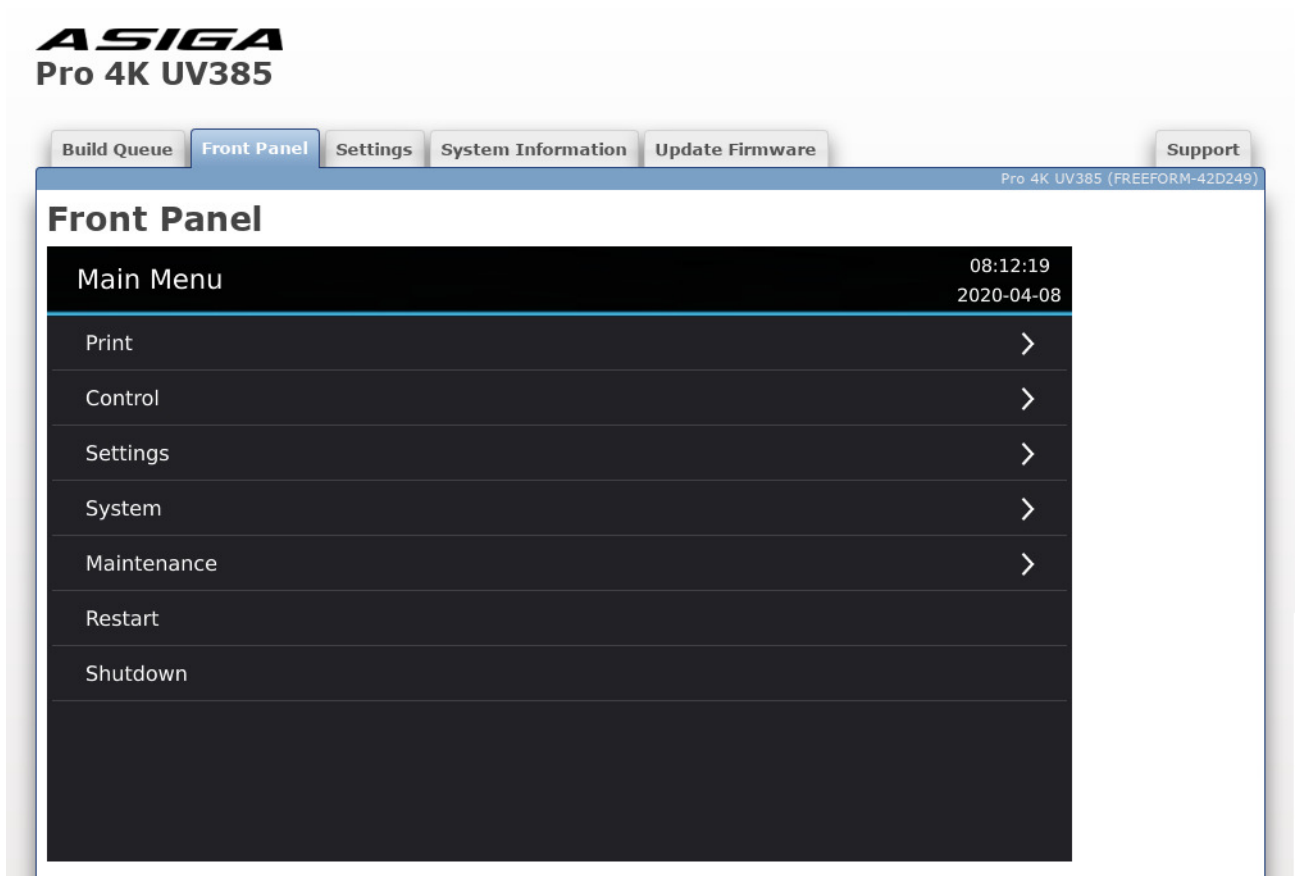 ASIGA
Pro 4K UV385
Build Queue Front Panel Settings System Information Update Firmware Support
Pro 4K UV385 (FREEFORM-42D249)
Front Panel
Main Menu
08:12:19
2020-04-08
Print
Control
Settings
System
Maintenance
Restart
Shutdown